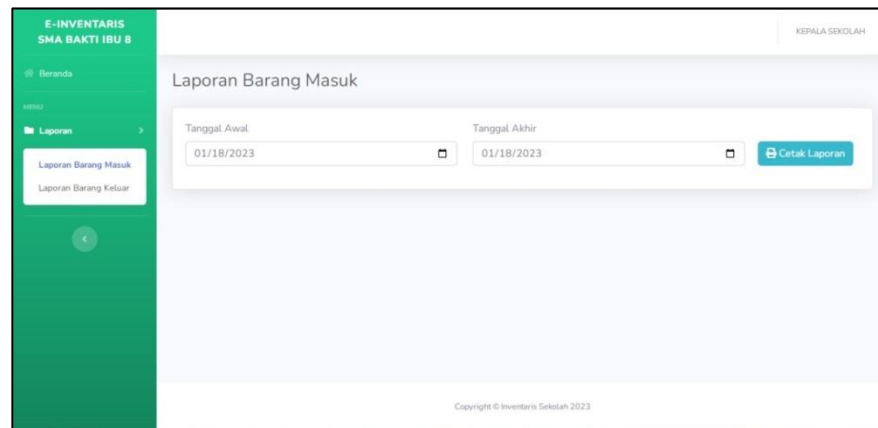 E-INVENTARIS
SMA BAKTI IBU 8
KEPALA SEKOLAH
Beranda
MENU
Laporan
Laporan Barang Masuk
Laporan Barang Keluar
Laporan Barang Masuk
Tanggal Awal
Tanggal Akhir
01/18/2023
01/18/2023
Cetak Laporan
Copyright © Inventaris Sekolah 2023